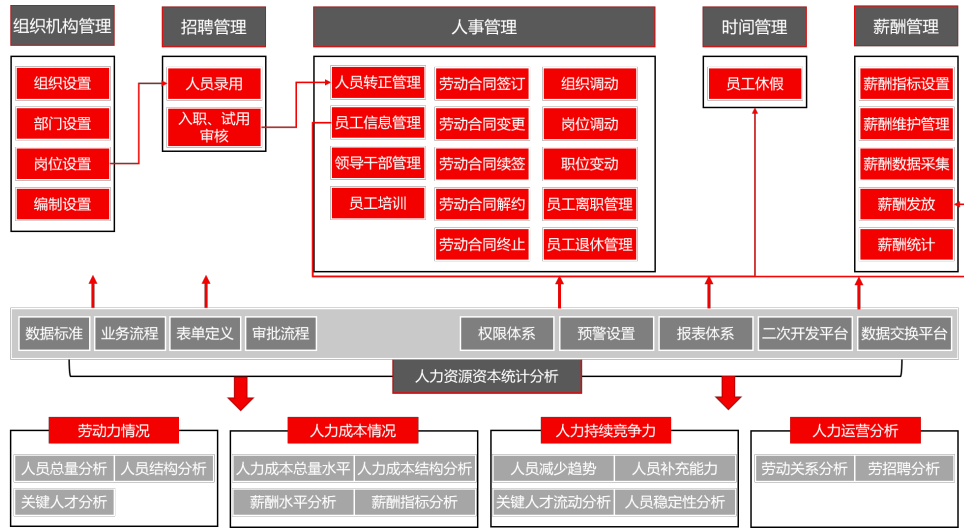 组织机构管理
招聘管理
人事管理
时间管理
薪酬管理
组织设置
部门设置
岗位设置
编制设置
人员录用
入职、试用
审核
人员转正管理
员工信息管理
领导干部管理
员工培训
劳动合同签订
劳动合同变更
劳动合同续签
劳动合同解约
劳动合同终止
组织调动
岗位调动
职位变动
员工离职管理
员工退休管理
员工休假
薪酬指标设置
薪酬维护管理
薪酬数据采集
薪酬发放
薪酬统计
数据标准
业务流程
表单定义
审批流程
权限体系
预警设置
报表体系
二次开发平台
数据交换平台
人力资源资本统计分析
劳动力情况
人员总量分析
人员结构分析
关键人才分析
人力成本情况
人力成本总量水平
人力成本结构分析
薪酬水平分析
薪酬指标分析
人力持续竞争力
人员减少趋势
人员补充能力
关键人才流动分析
人员稳定性分析
人力运营分析
劳动关系分析
劳招聘分析